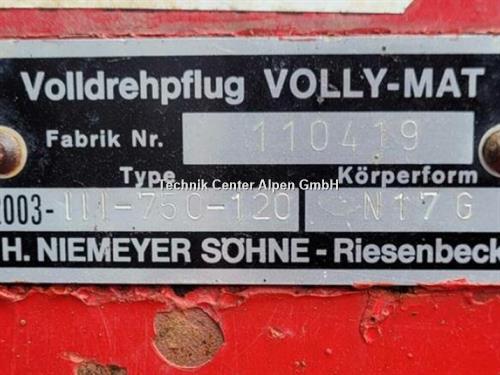 Volldrehpflug VOLLY-MAT
Fabrik Nr. 110419
Type Körperform
Technik Center Alpen GmbH
2003-III-750-120 N17G
H. NIEMEYER SÖHNE - Riesenbeck